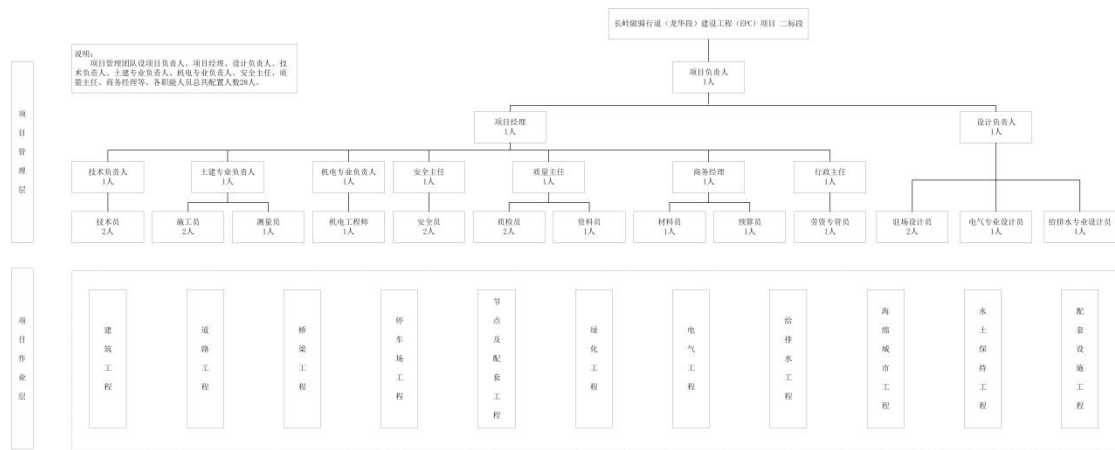 长岭陂骑行道（龙华段）建设工程（EPC）项目 二标段
说明：
项目管理团队设项目负责人、项目经理、设计负责人、技
术负责人、土建专业负责人、机电专业负责人、安全主任、质
量主任、商务经理等。各职能人员总共配置人数28人。
项目负责人
1人
项目管理层
项目经理
1人
设计负责人
1人
技术负责人
1人
土建专业负责人
1人
机电专业负责人
1人
安全主任
1人
质量主任
1人
商务经理
1人
行政主任
1人
技术员
2人
施工员
2人
测量员
1人
机电工程师
1人
安全员
2人
质检员
2人
资料员
1人
材料员
1人
预算员
1人
劳资专管员
1人
驻场设计员
2人
电气专业设计员
1人
给排水专业设计员
1人
项目作业层
建筑工程
道路工程
桥梁工程
停车场工程
节点及配套工程
绿化工程
电气工程
给排水工程
海绵城市工程
水土保持工程
配套设施工程